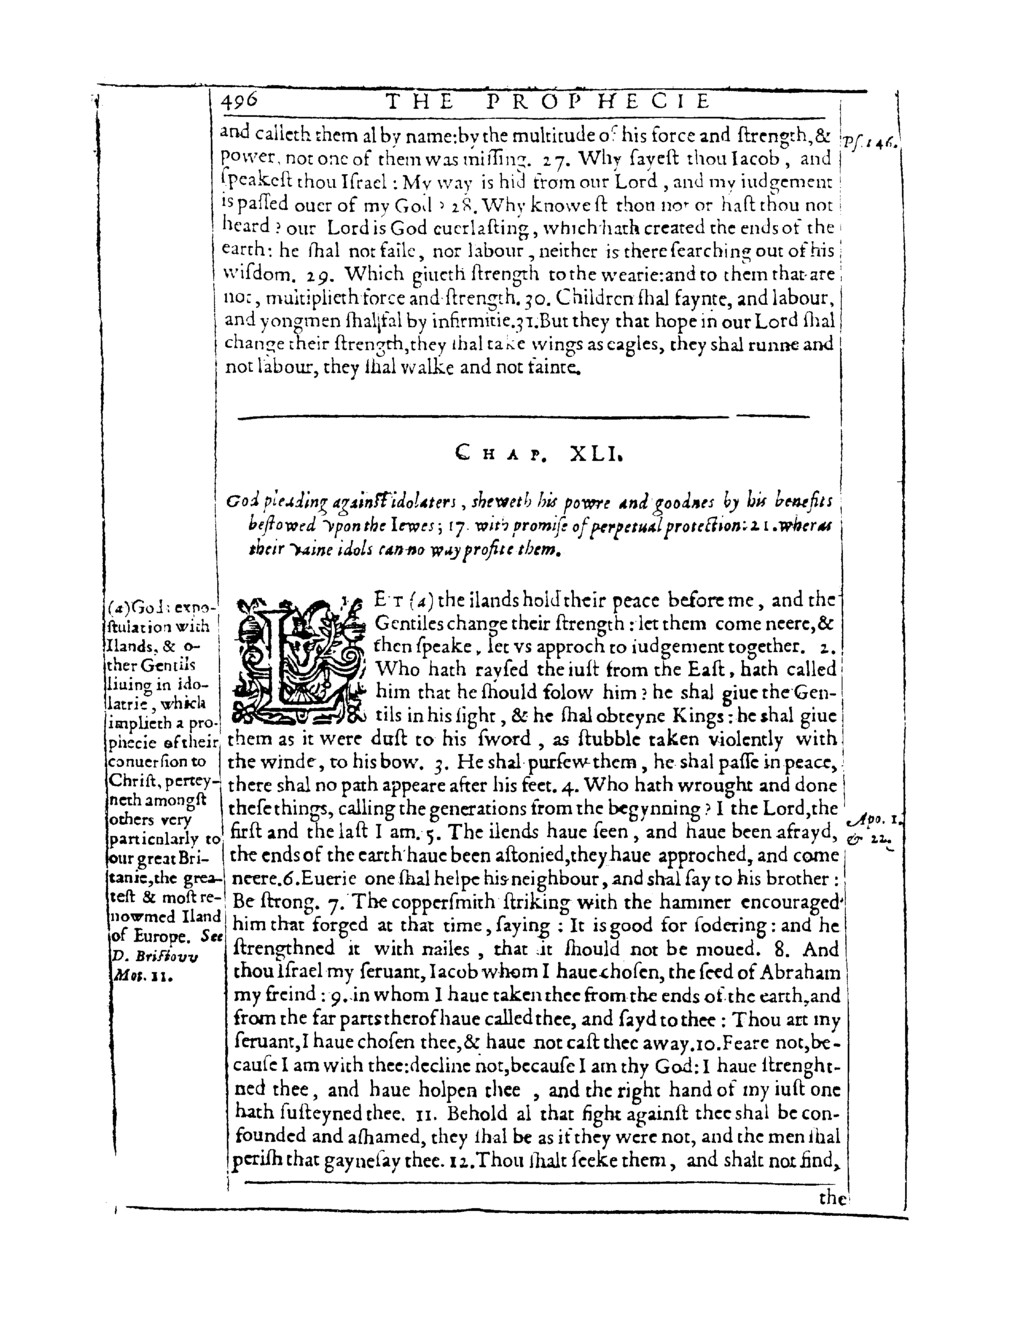 496 THE PROPHECIE
and calleth them al by name: by the multitude of his force and ſtrength, &
power, not one of them was miſſing. 27. Why ſayeſt thou Iacob, and
ſpeakeſt thou Iſrael: My way is hid from our Lord, and my iudgement
is paſſed ouer of my God? 28. Why knoweſt thou not or haſt thou not
heard? our Lord is God euerlaſting, which hath created the ends of the
earth: he ſhal not faile, nor labour, neither is there ſearching out of his
wiſdom. 29. Which giueth ſtrength to the wearie: and to them that are
not, multiplieth force and ſtrength. 30. Children ſhal faynte, and labour,
and yongmen ſhal fal by infirmitie. 31. But they that hope in our Lord ſhal
change their ſtrength, they ſhal take wings as eagles, they shal runne and
not labour, they ſhal walke and not fainte.
Pſ. 146.
CHAP. XLI.
God pleading againſt idolaters, sheweth his powre and goodnes by his benefits
beſtowed vpon the Iewes; 17. with promiſe of perpetual protection: 21. wheras
their vaine idols can no way profite them.
LET (a) the ilands hold their peace before me, and the
Gentiles change their ſtrength: let them come neere, &
then ſpeake, let vs approch to iudgement together. 2.
Who hath rayſed the iuſt from the Eaſt, hath called
him that he ſhould folow him? he shal giue the Gen-
tils in his ſight, & he ſhal obteyne Kings: he shal giue
them as it were duſt to his ſword, as ſtubble taken violently with
the winde, to his bow. 3. He shal purſew them, he shal paſſe in peace,
there shal no path appeare after his feet. 4. Who hath wrought and done
theſe things, calling the generations from the begynning? I the Lord, the
firſt and the laſt I am. 5. The ilends haue ſeen, and haue been afrayd,
the ends of the earth haue been aſtonied, they haue approched, and come
neere. 6. Euerie one ſhal helpe his neighbour, and shal ſay to his brother:
Be ſtrong. 7. The copperſmith ſtriking with the hammer encouraged
him that forged at that time, ſaying: It is good for ſodering: and he
ſtrengthned it with nailes, that it ſhould not be moued. 8. And
thou Iſrael my ſeruant, Iacob whom I haue choſen, the ſeed of Abraham
my freind: 9. in whom I haue taken thee from the ends of the earth, and
from the far parts therof haue called thee, and ſayd to thee: Thou art my
ſeruant, I haue choſen thee, & haue not caſt thee away. 10. Feare not, be-
cauſe I am with thee: decline not, becauſe I am thy God: I haue ſtrenght-
ned thee, and haue holpen thee, and the right hand of my iuſt one
hath ſuſteyned thee. 11. Behold al that fight againſt thee shal be con-
founded and aſhamed, they ſhal be as if they were not, and the men ſhal
periſh that gayneſay thee. 12. Thou ſhalt ſeeke them, and shalt not find,
the
(a) Gods expo-
ſtulation with
Ilands, & o-
ther Gentils
liuing in ido-
latrie, which
implieth a pro-
phecie of their
conuerſion to
Chriſt, pertey-
neth amongſt
others very
particularly to
our great Bri-
tanie, the grea-
teſt & moſt re-
nowmed Iland
of Europe. See
D. Briſtovv
Mot. 11.
Apo. 1.
& 22.